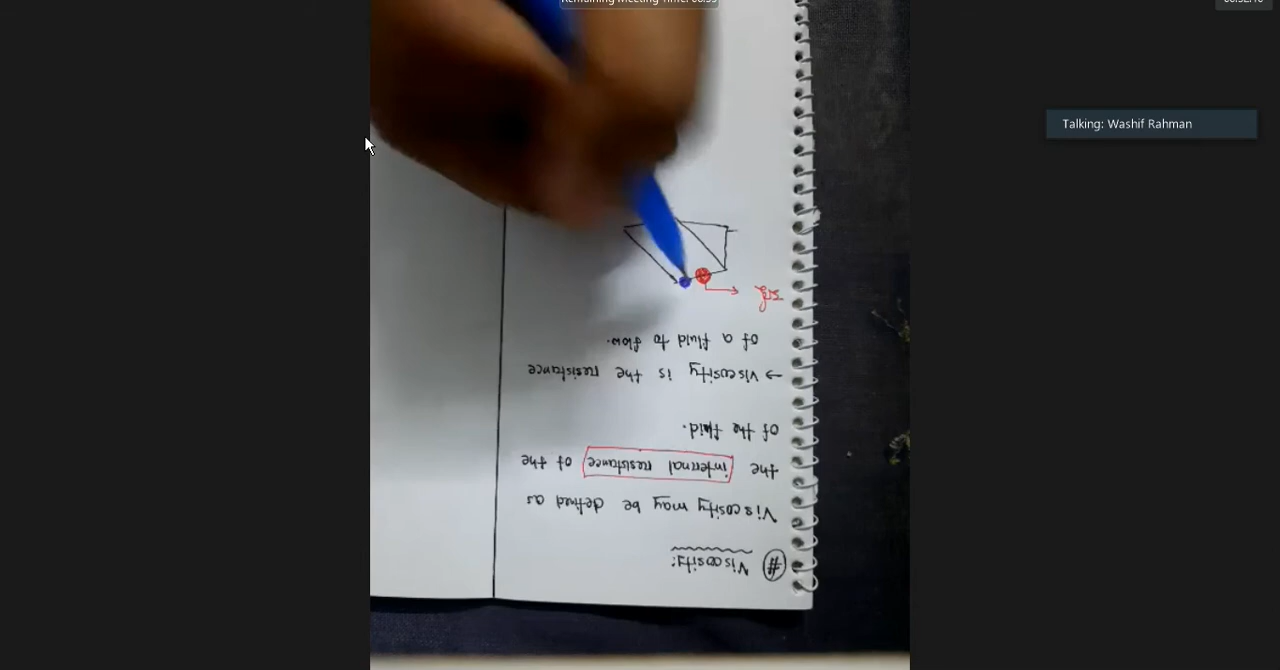 Talking: Washif Rahman
# Viscosity:
Viscosity may be defined as
the internal resistance of the
of the fluid.
→ Viscosity is the resistance
of a fluid to flow.